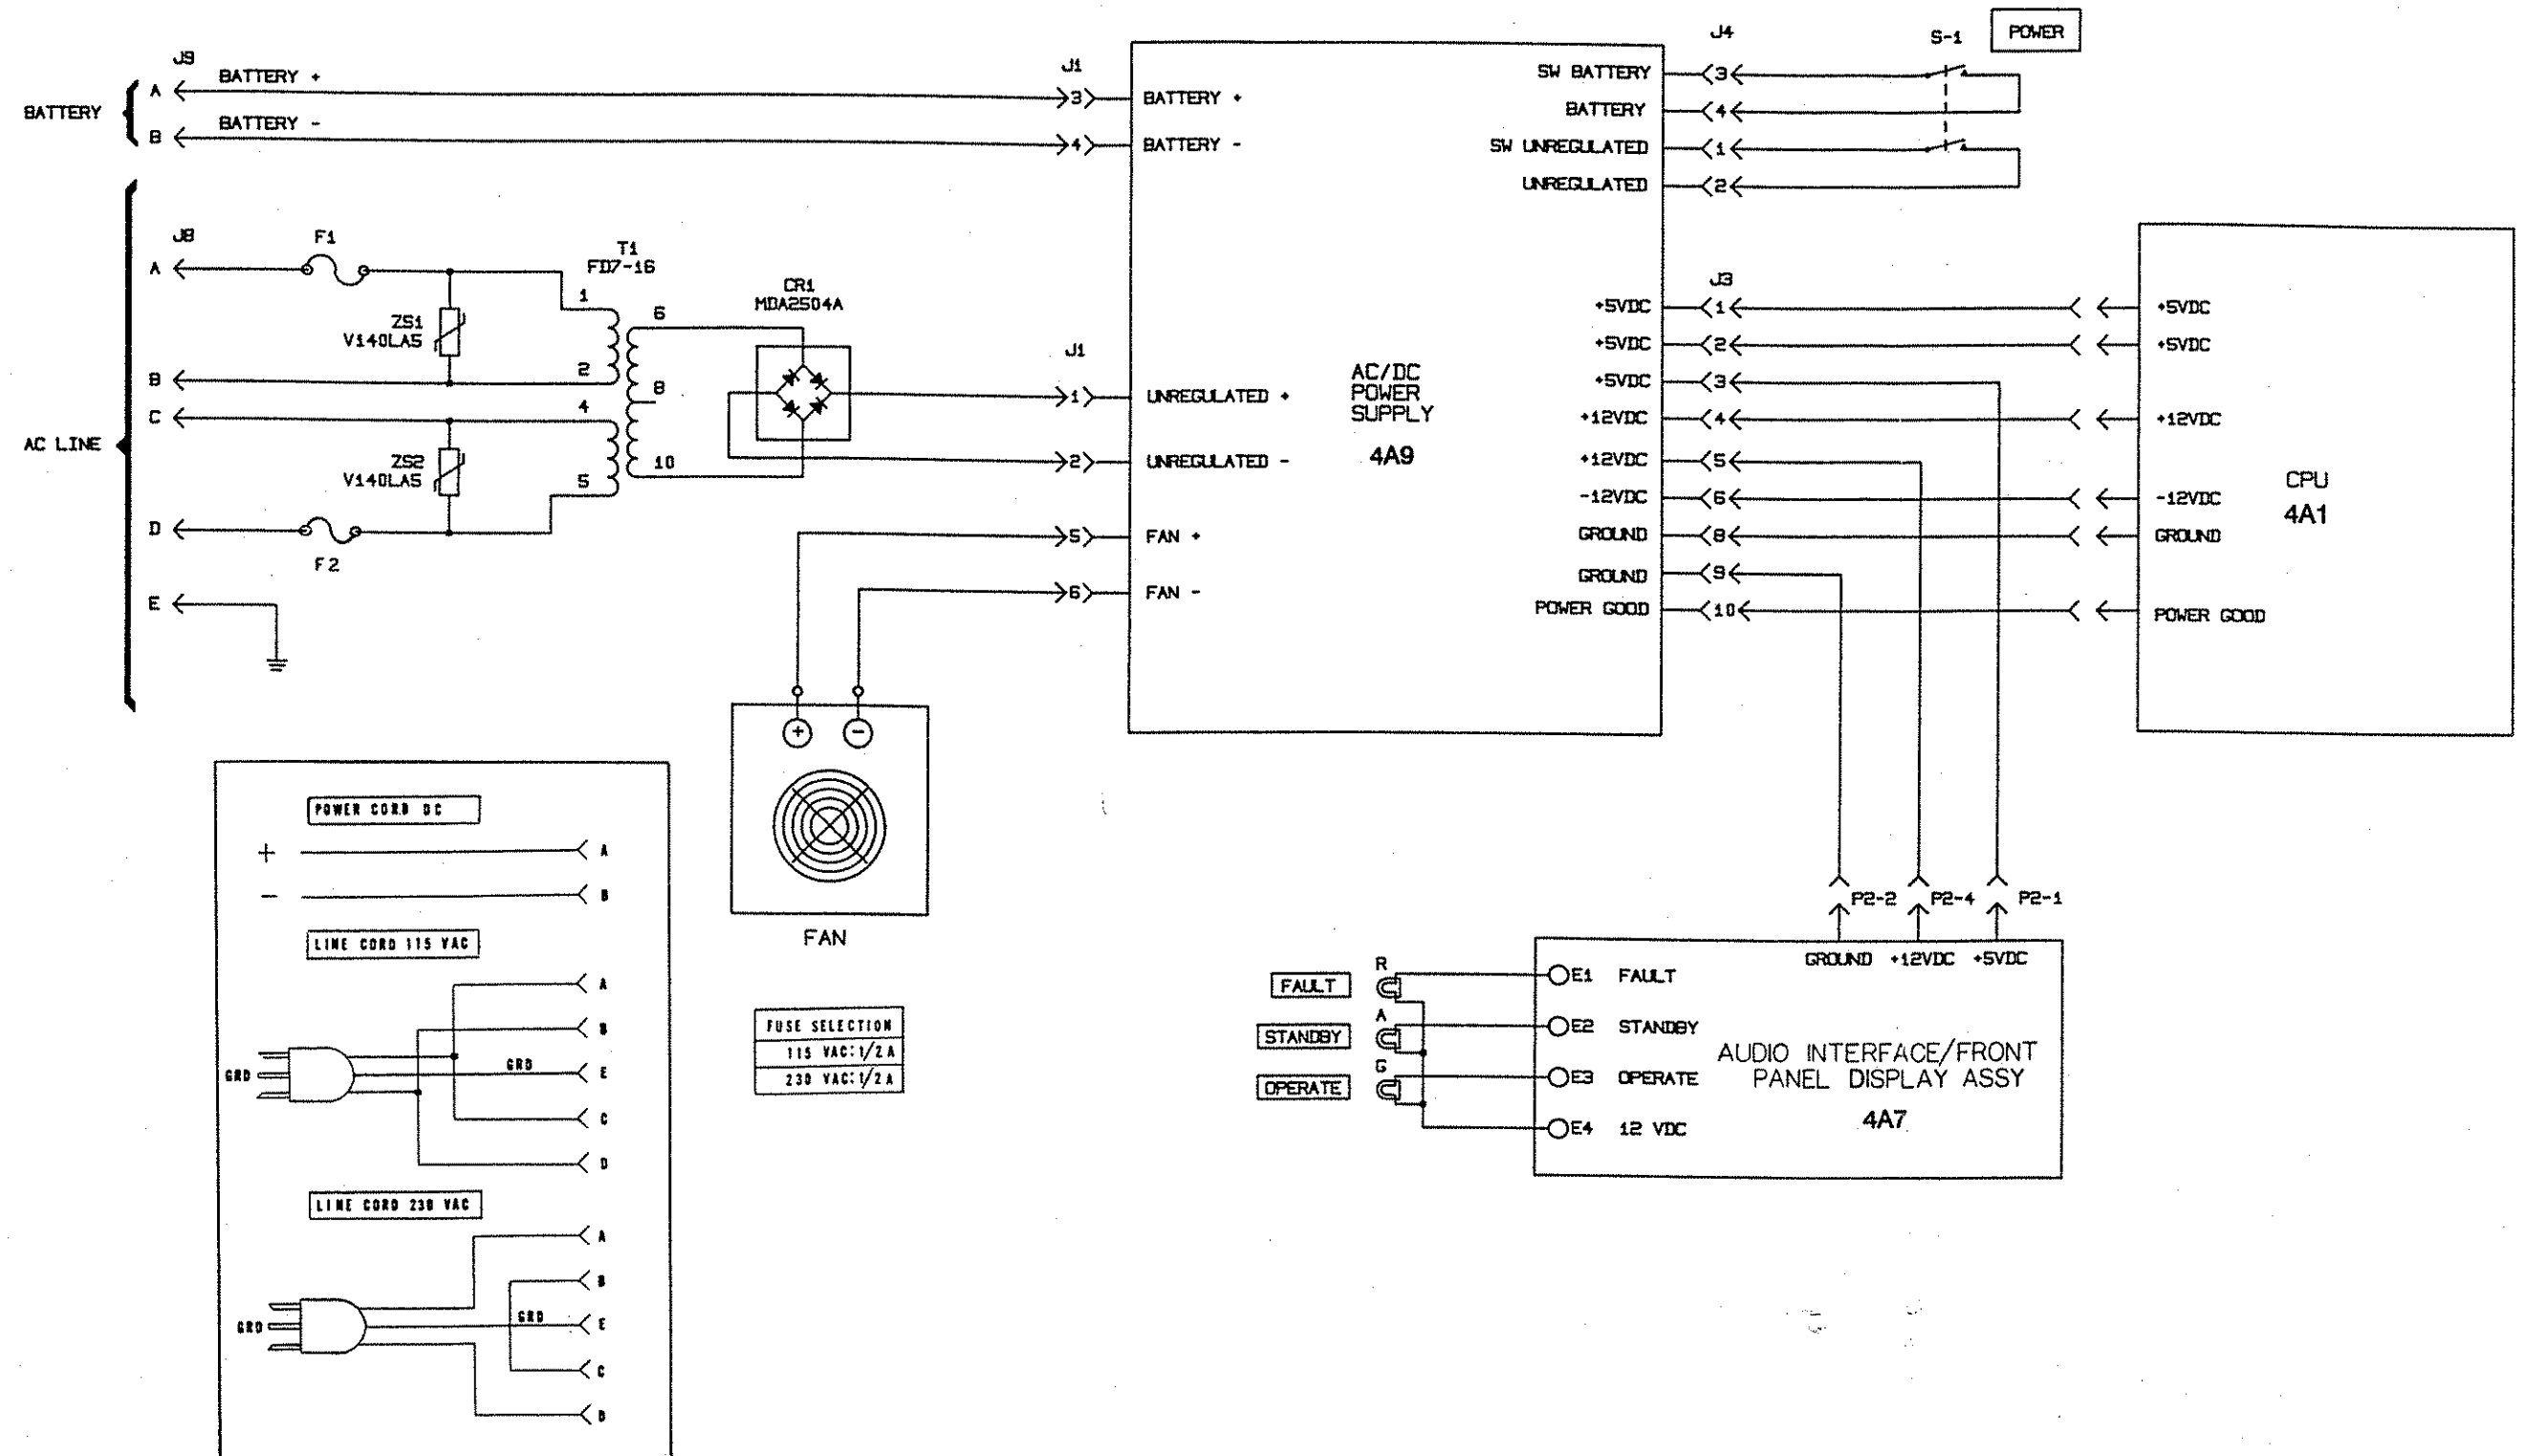 BATTERY
J9
A
BATTERY +
B
BATTERY -
J1
3
4
BATTERY +
BATTERY -
AC LINE
J8
A
F1
ZS1
V140LA5
B
C
ZS2
V140LA5
D
F2
E
T1
FD7-16
1
2
4
5
6
8
10
CR1
MDA2504A
J1
1
2
5
6
UNREGULATED +
UNREGULATED -
FAN +
FAN -
AC/DC
POWER
SUPPLY
4A9
J4
S-1
POWER
SW BATTERY
3
BATTERY
4
SW UNREGULATED
1
UNREGULATED
2
J3
+5VDC
1
+5VDC
2
+5VDC
3
+12VDC
4
+12VDC
5
-12VDC
6
GROUND
8
GROUND
9
POWER GOOD
10
+5VDC
+5VDC
+12VDC
-12VDC
GROUND
POWER GOOD
CPU
4A1
+
-
FAN
FUSE SELECTION
115 VAC: 1/2 A
230 VAC: 1/2 A
POWER CORD DC
+
A
-
B
LINE CORD 115 VAC
A
B
GRD
GRD
E
C
D
LINE CORD 230 VAC
A
B
GRD
GRD
E
C
D
P2-2
P2-4
P2-1
GROUND
+12VDC
+5VDC
FAULT
R
E1
FAULT
STANDBY
A
E2
STANDBY
OPERATE
G
E3
OPERATE
E4
12 VDC
AUDIO INTERFACE/FRONT
PANEL DISPLAY ASSY
4A7